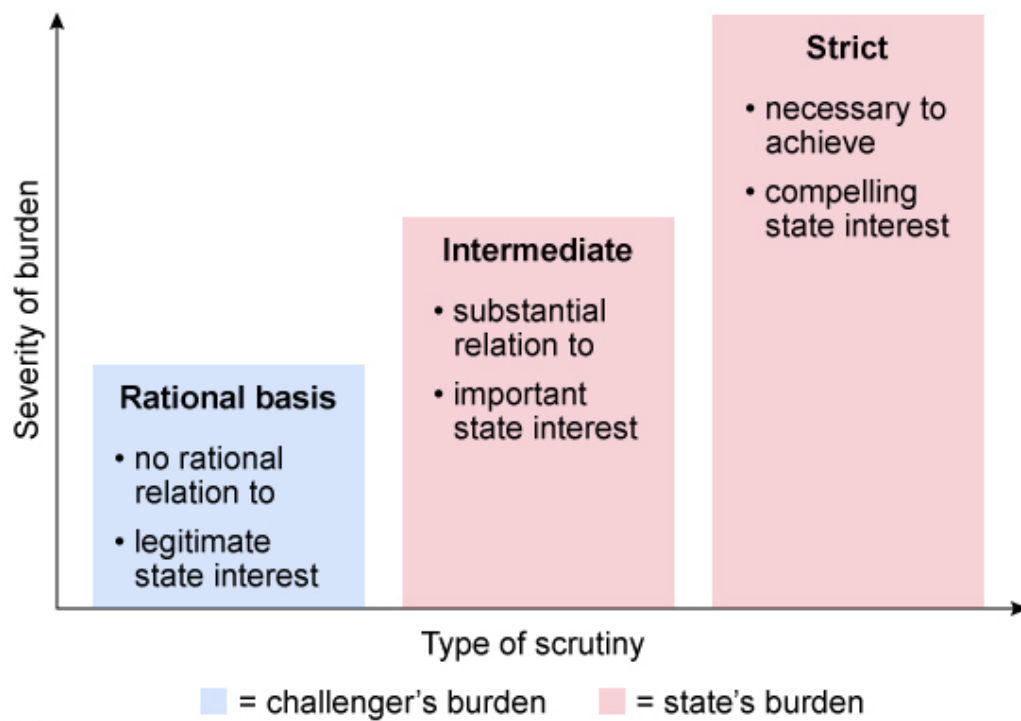 Severity of burden
Rational basis
• no rational
relation to
• legitimate
state interest
Intermediate
• substantial
relation to
• important
state interest
Strict
• necessary to
achieve
• compelling
state interest
Type of scrutiny
= challenger's burden
= state's burden